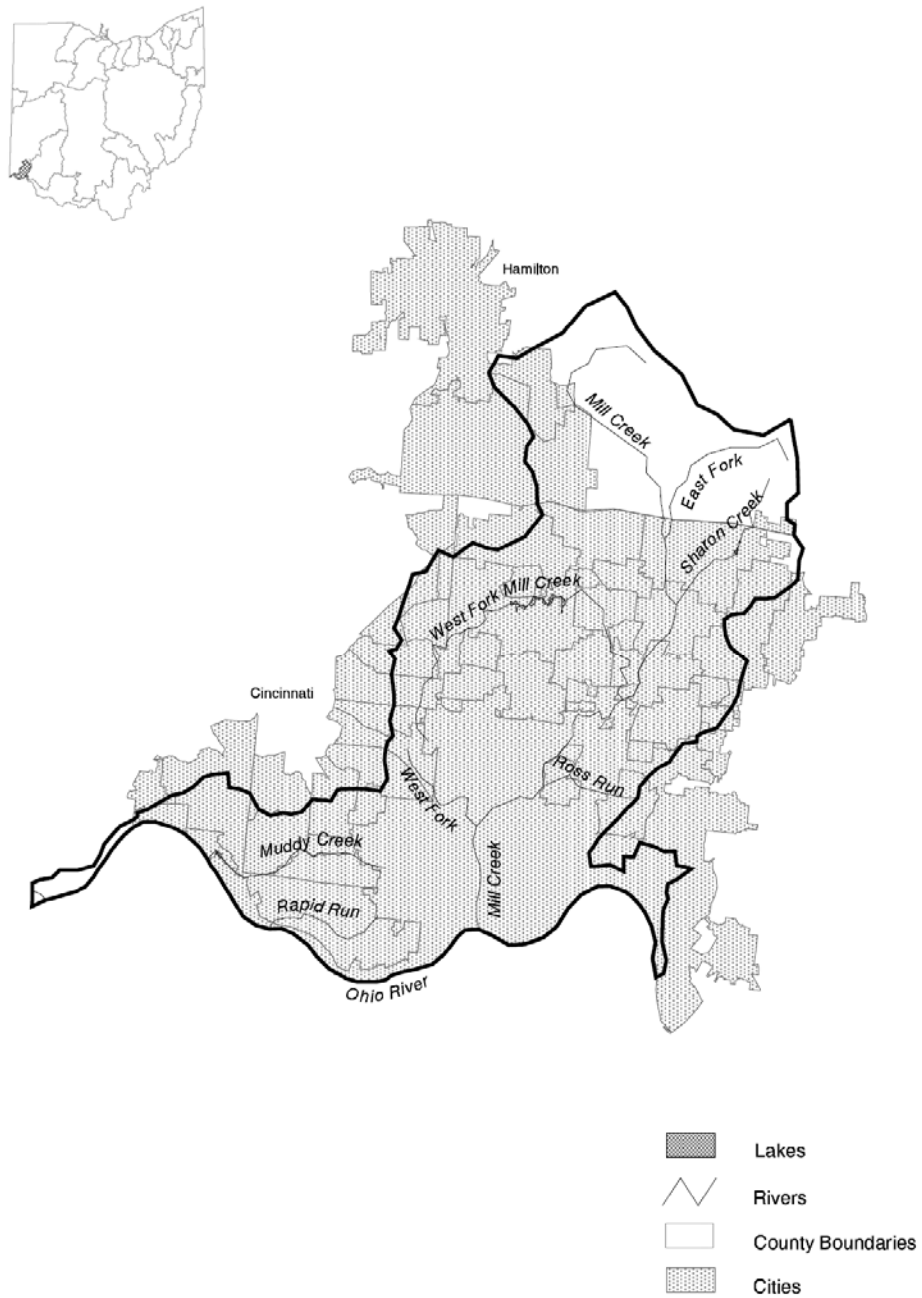 Hamilton
Mill Creek
East Fork
Sharon Creek
West Fork Mill Creek
Cincinnati
West Fork
Ross Run
Muddy Creek
Mill Creek
Rapid Run
Ohio River
Lakes
Rivers
County Boundaries
Cities